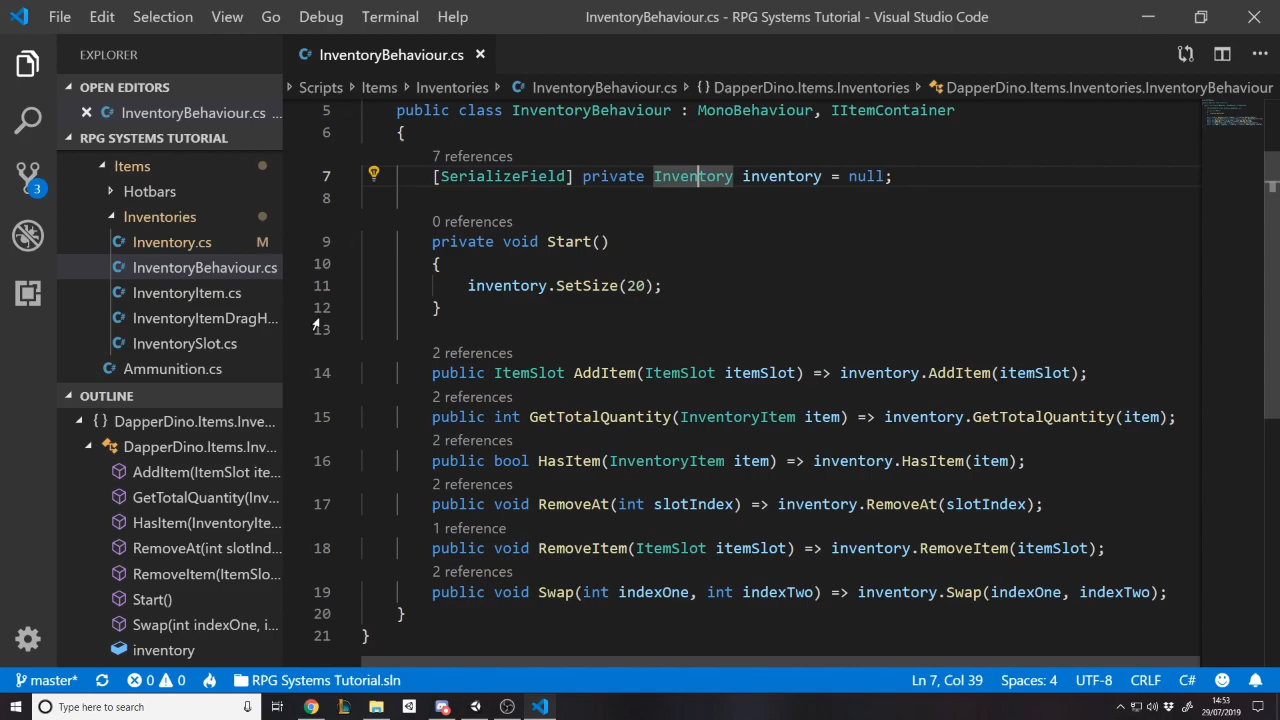 File Edit Selection View Go Debug Terminal Help InventoryBehaviour.cs - RPG Systems Tutorial - Visual Studio Code
EXPLORER
OPEN EDITORS
InventoryBehaviour.cs ...
RPG SYSTEMS TUTORIAL
Items
Hotbars
Inventories
Inventory.cs M
InventoryBehaviour.cs
InventoryItem.cs
InventoryItemDragH...
InventorySlot.cs
Ammunition.cs
OUTLINE
{ } DapperDino.Items.Inve...
DapperDino.Items.Inv...
AddItem(ItemSlot ite...
GetTotalQuantity(Inv...
HasItem(InventoryIte...
RemoveAt(int slotInd...
RemoveItem(ItemSlo...
Start()
Swap(int indexOne, i...
inventory
3
InventoryBehaviour.cs
Scripts Items Inventories InventoryBehaviour.cs { } DapperDino.Items.Inventories DapperDino.Items.Inventories.InventoryBehaviour
5 public class InventoryBehaviour : MonoBehaviour, IItemContainer
6 {
7 references
7 [SerializeField] private Inventory inventory = null;
8
0 references
9 private void Start()
10 {
11 inventory.SetSize(20);
12 }
13
2 references
14 public ItemSlot AddItem(ItemSlot itemSlot) => inventory.AddItem(itemSlot);
2 references
15 public int GetTotalQuantity(InventoryItem item) => inventory.GetTotalQuantity(item);
2 references
16 public bool HasItem(InventoryItem item) => inventory.HasItem(item);
2 references
17 public void RemoveAt(int slotIndex) => inventory.RemoveAt(slotIndex);
1 reference
18 public void RemoveItem(ItemSlot itemSlot) => inventory.RemoveItem(itemSlot);
2 references
19 public void Swap(int indexOne, int indexTwo) => inventory.Swap(indexOne, indexTwo);
20 }
21 }
master* 0 0 RPG Systems Tutorial.sln Ln 7, Col 39 Spaces: 4 UTF-8 CRLF C#
Type here to search
14:53
29/07/2019